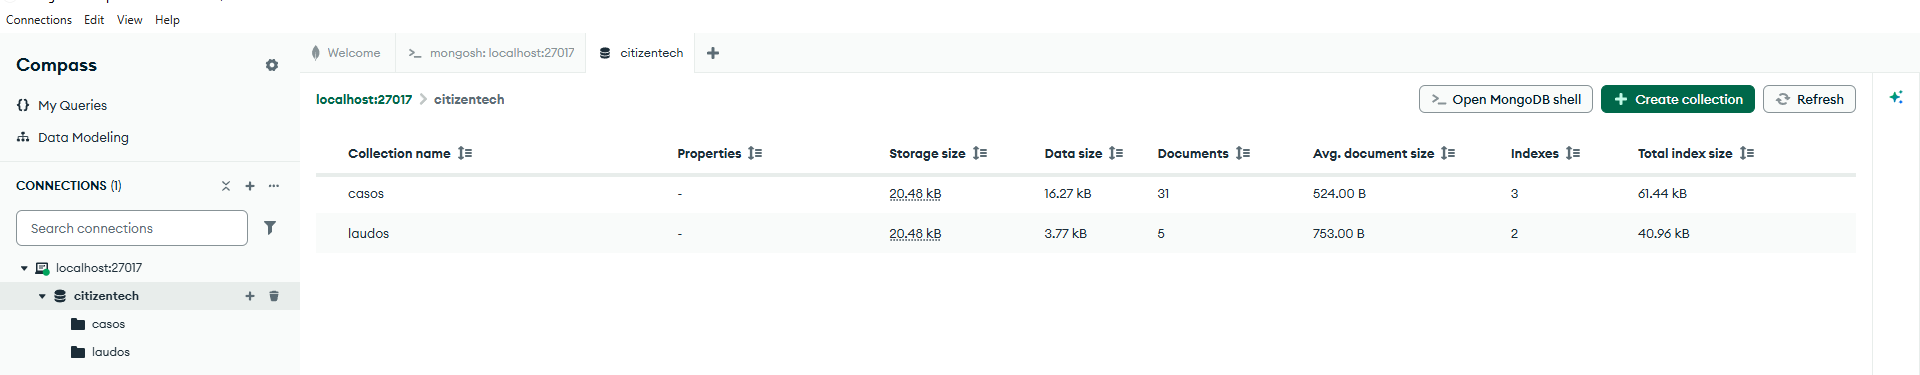 Connections Edit View Help
Compass
My Queries
Data Modeling
CONNECTIONS (1)
Search connections
localhost:27017
citizentech
casos
laudos
Welcome
mongosh: localhost:27017
citizentech
localhost:27017 > citizentech
Open MongoDB shell
Create collection
Refresh
Collection name Properties Storage size Data size Documents Avg. document size Indexes Total index size
casos - 20.48 kB 16.27 kB 31 524.00 B 3 61.44 kB
laudos - 20.48 kB 3.77 kB 5 753.00 B 2 40.96 kB